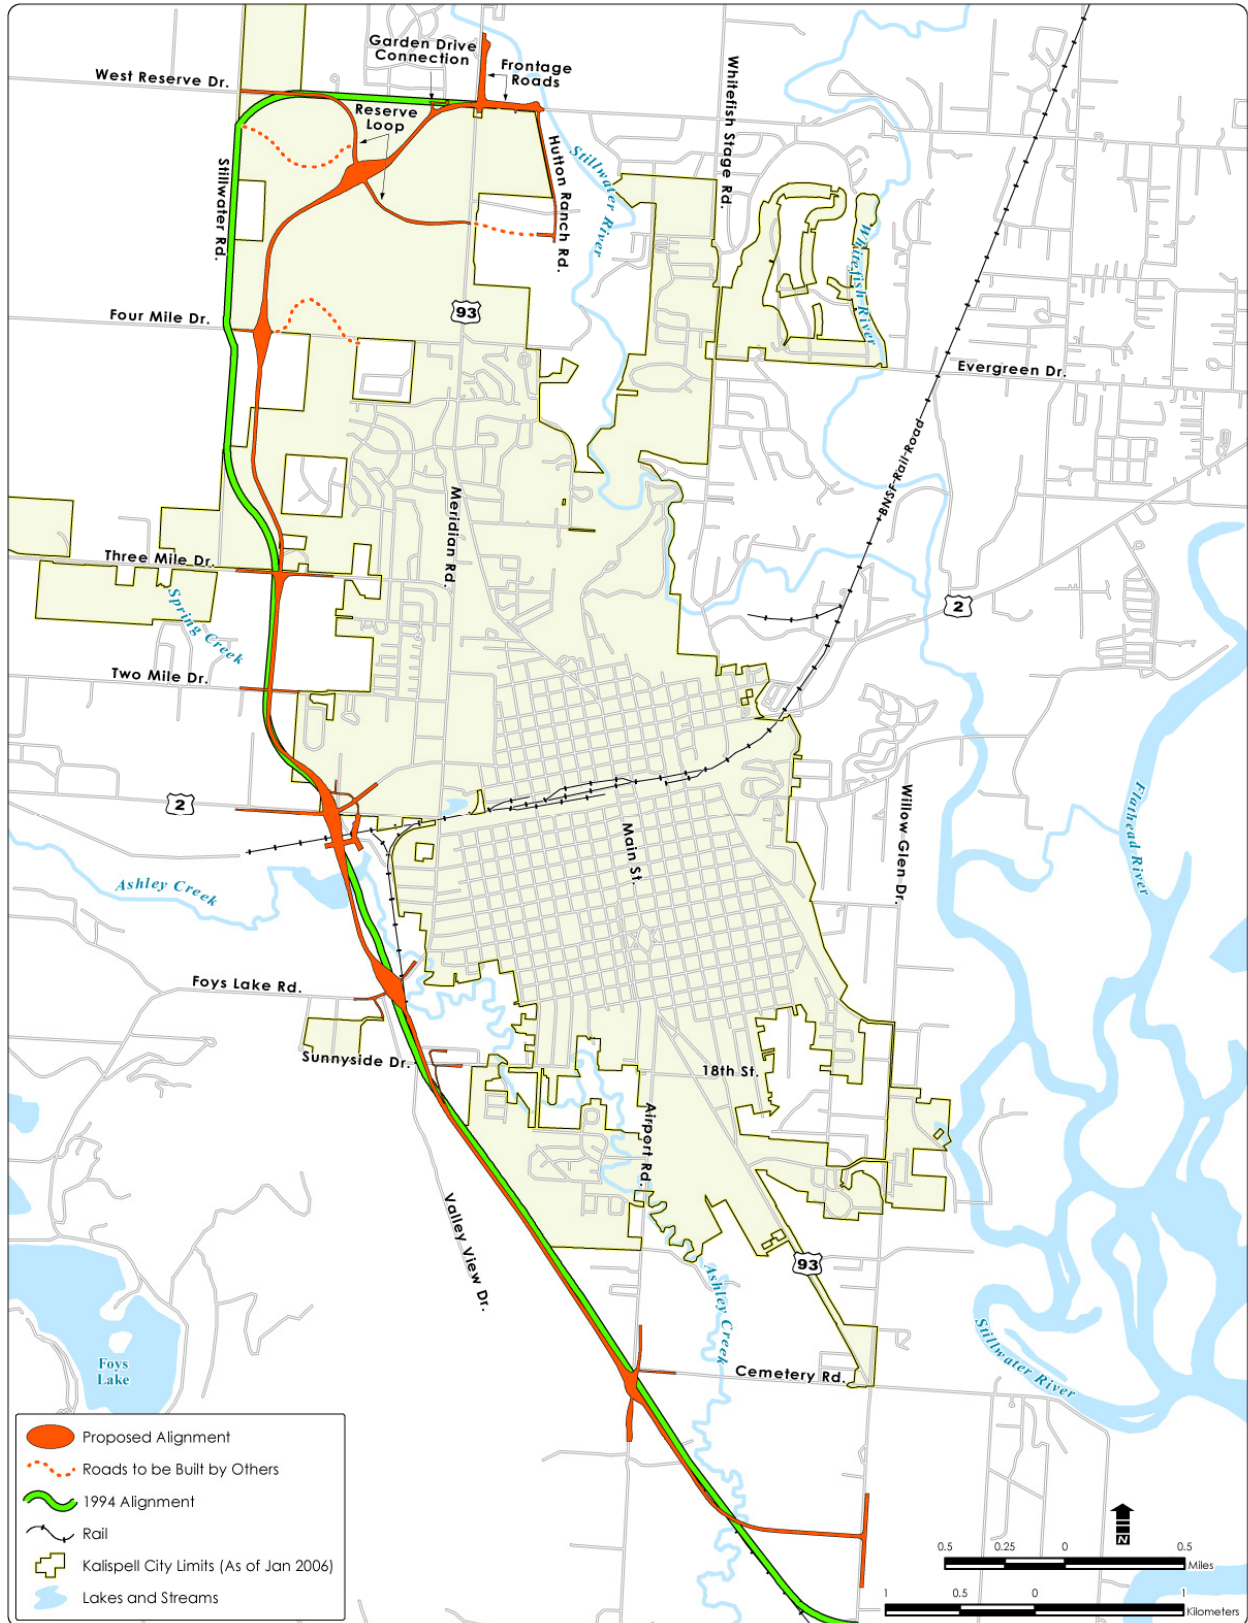 Garden Drive
Connection
Frontage
Roads
West Reserve Dr.
Reserve
Loop
Whitefish Stage Rd.
Hutton Ranch Rd.
Stillwater River
Stillwater Rd.
Whitefish River
93
Four Mile Dr.
Evergreen Dr.
BNSF Rail Road
Meridian Rd.
Three Mile Dr.
Spring Creek
2
Two Mile Dr.
2
Flathead River
Willow Glen Dr.
Main St.
Ashley Creek
Foys Lake Rd.
Sunnyside Dr.
18th St.
Airport Rd.
Valley View Dr.
93
Ashley Creek
Stillwater River
Foys
Lake
Cemetery Rd.
Proposed Alignment
Roads to be Built by Others
1994 Alignment
Rail
Kalispell City Limits (As of Jan 2006)
Lakes and Streams
N
0.5 0.25 0 0.5
Miles
1 0.5 0 1
Kilometers